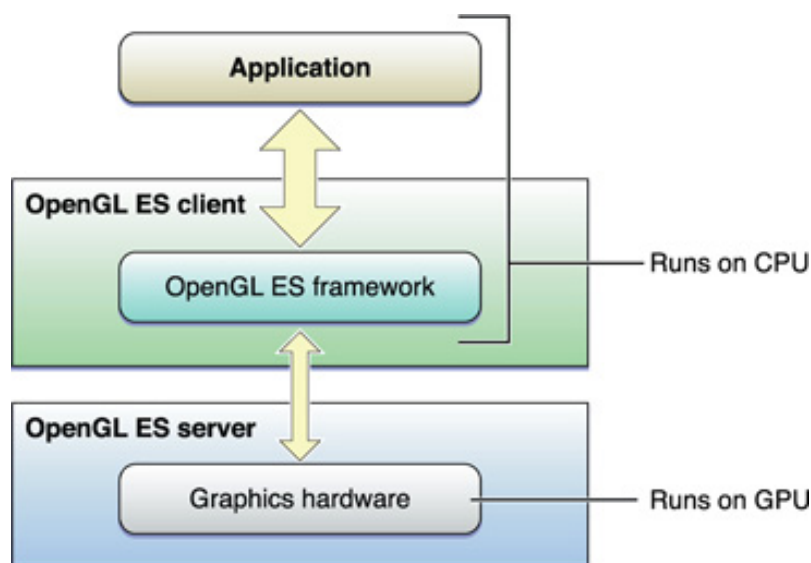 Application
OpenGL ES client
OpenGL ES framework
Runs on CPU
OpenGL ES server
Graphics hardware
Runs on GPU